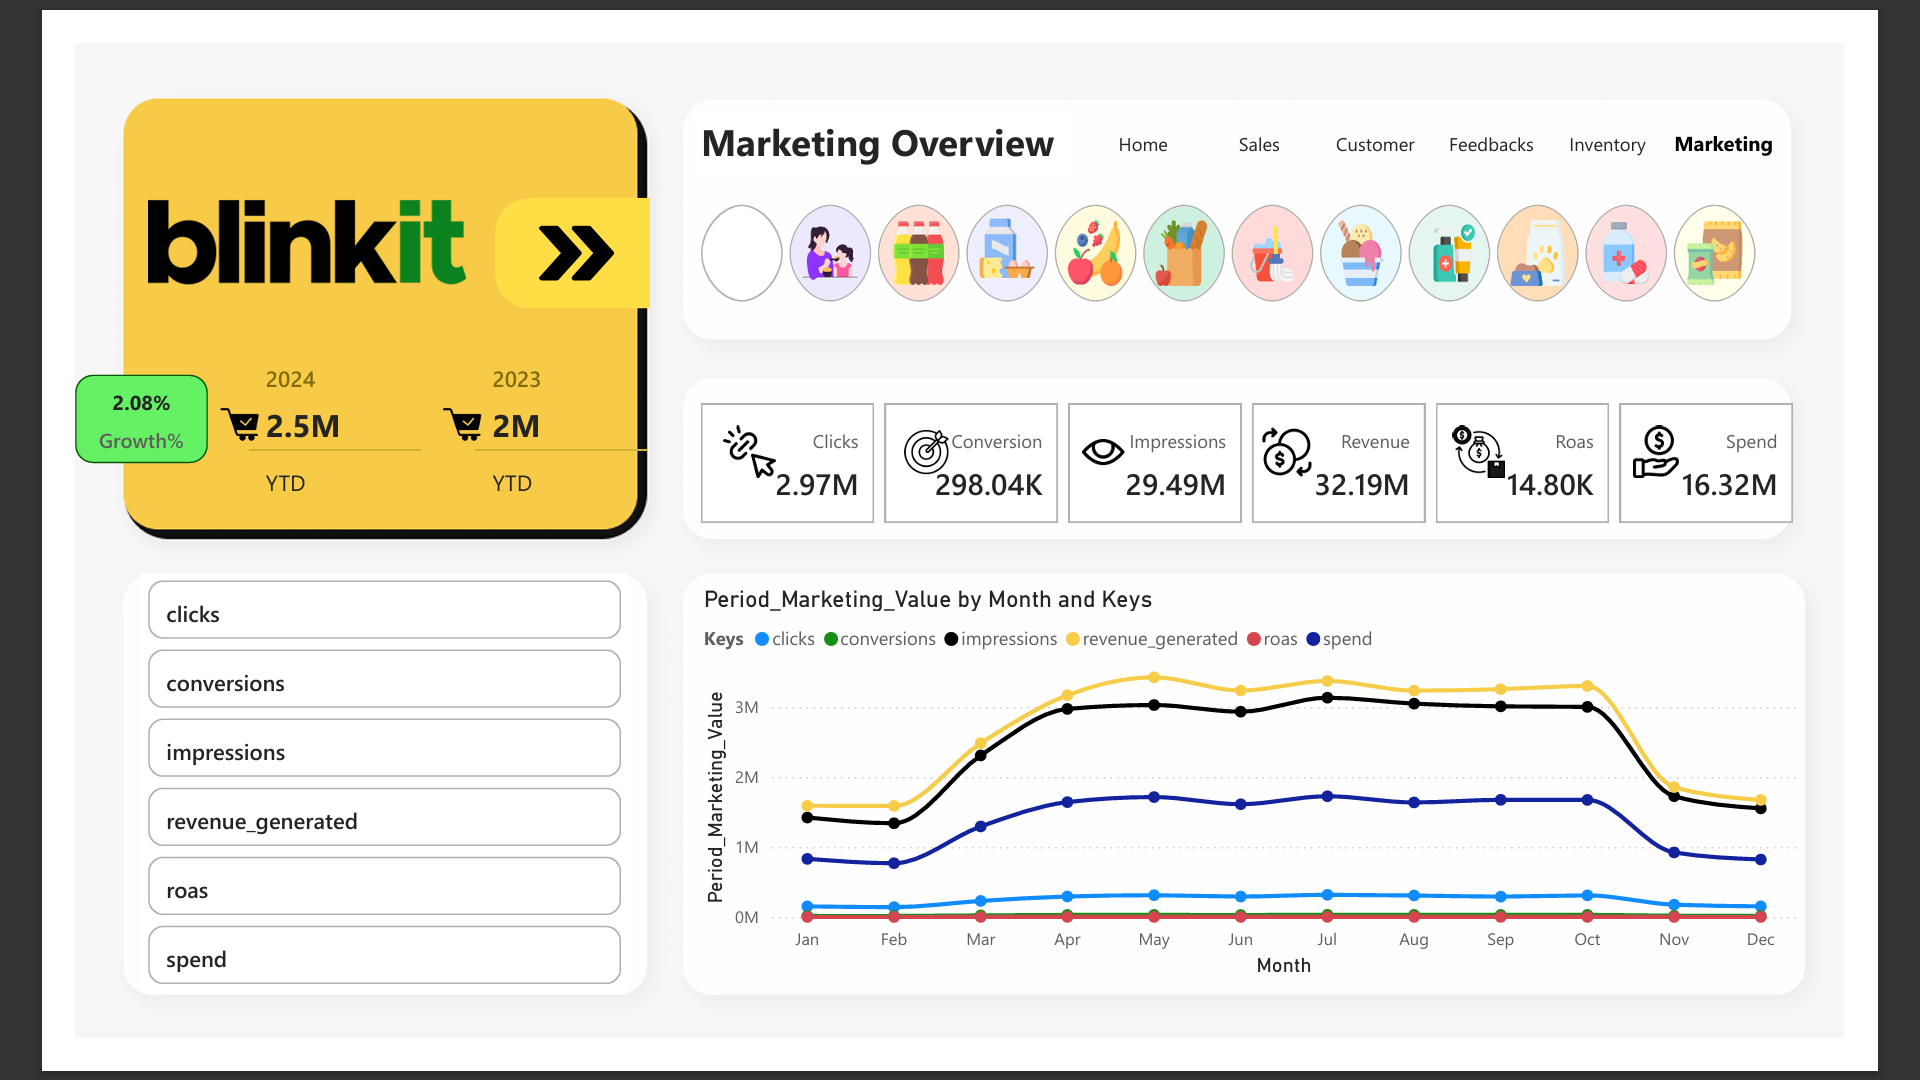 blinkit
2024
2023
2.08%
Growth%
2.5M
2M
YTD
YTD
Marketing Overview
Home
Sales
Customer
Feedbacks
Inventory
Marketing
Clicks
2.97M
Conversion
298.04K
Impressions
29.49M
Revenue
32.19M
Roas
14.80K
Spend
16.32M
clicks
conversions
impressions
revenue_generated
roas
spend
Period_Marketing_Value by Month and Keys
Keys clicks conversions impressions revenue_generated roas spend
Period_Marketing_Value
3M
2M
1M
0M
Jan Feb Mar Apr May Jun Jul Aug Sep Oct Nov Dec
Month